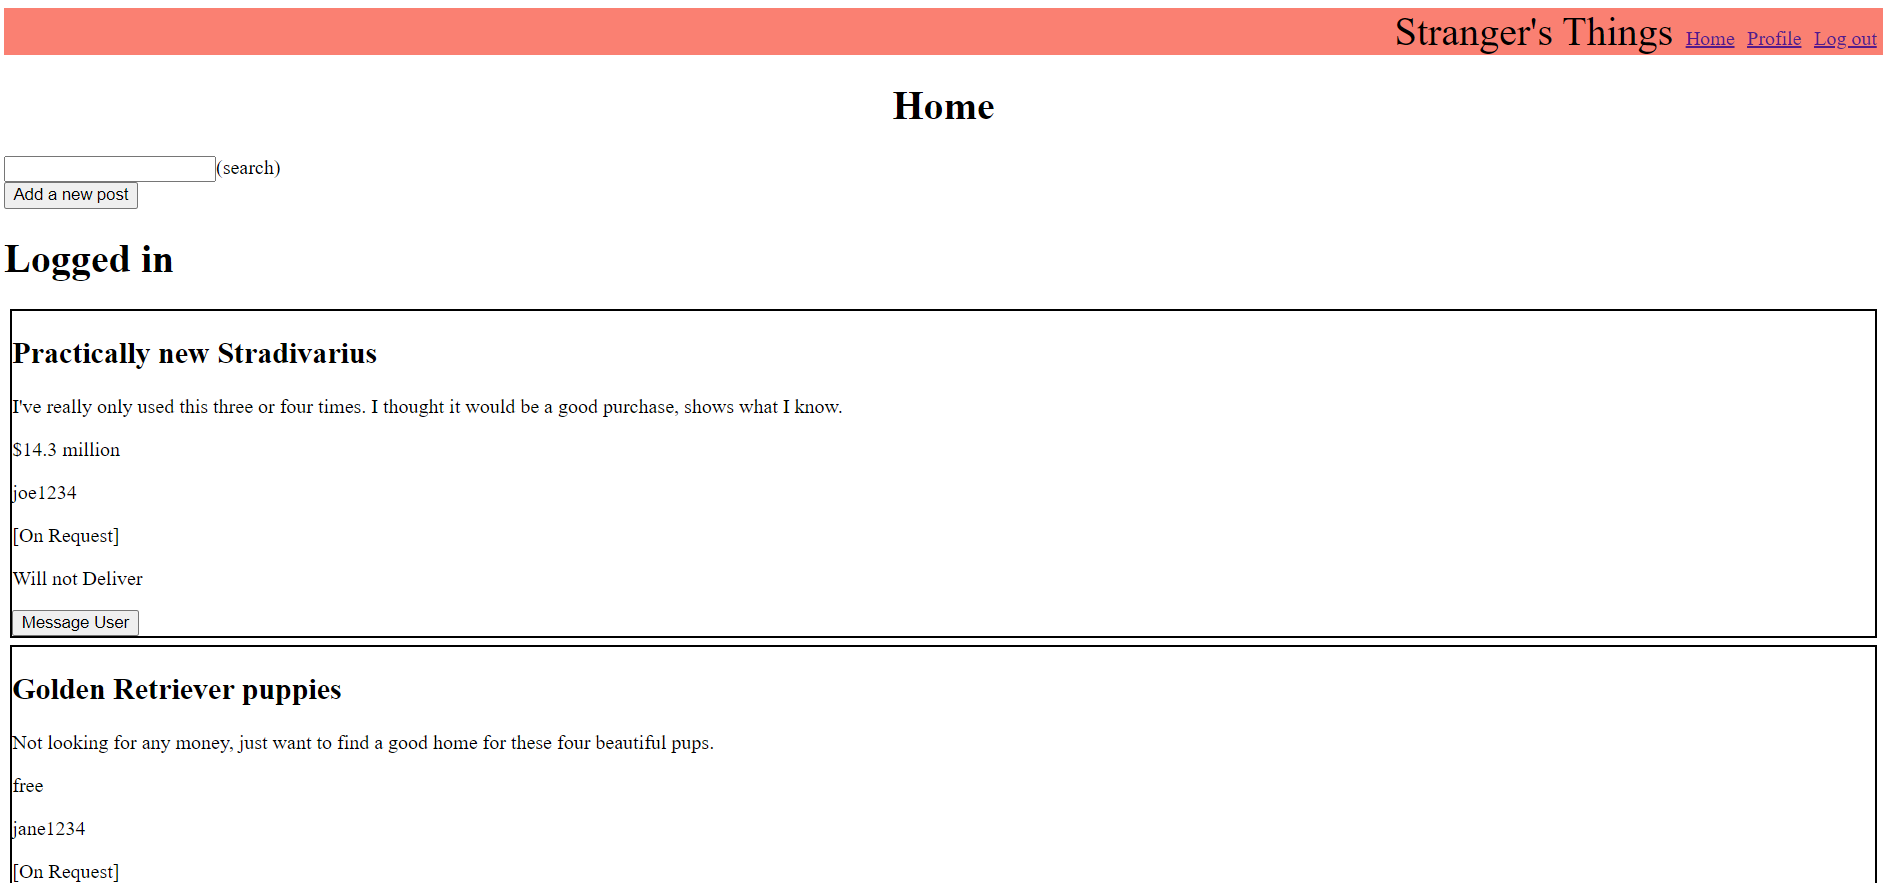 Stranger's Things Home Profile Log out
Home
(search)
Add a new post
Logged in
Practically new Stradivarius
I've really only used this three or four times. I thought it would be a good purchase, shows what I know.
$14.3 million
joe1234
[On Request]
Will not Deliver
Message User
Golden Retriever puppies
Not looking for any money, just want to find a good home for these four beautiful pups.
free
jane1234
[On Request]